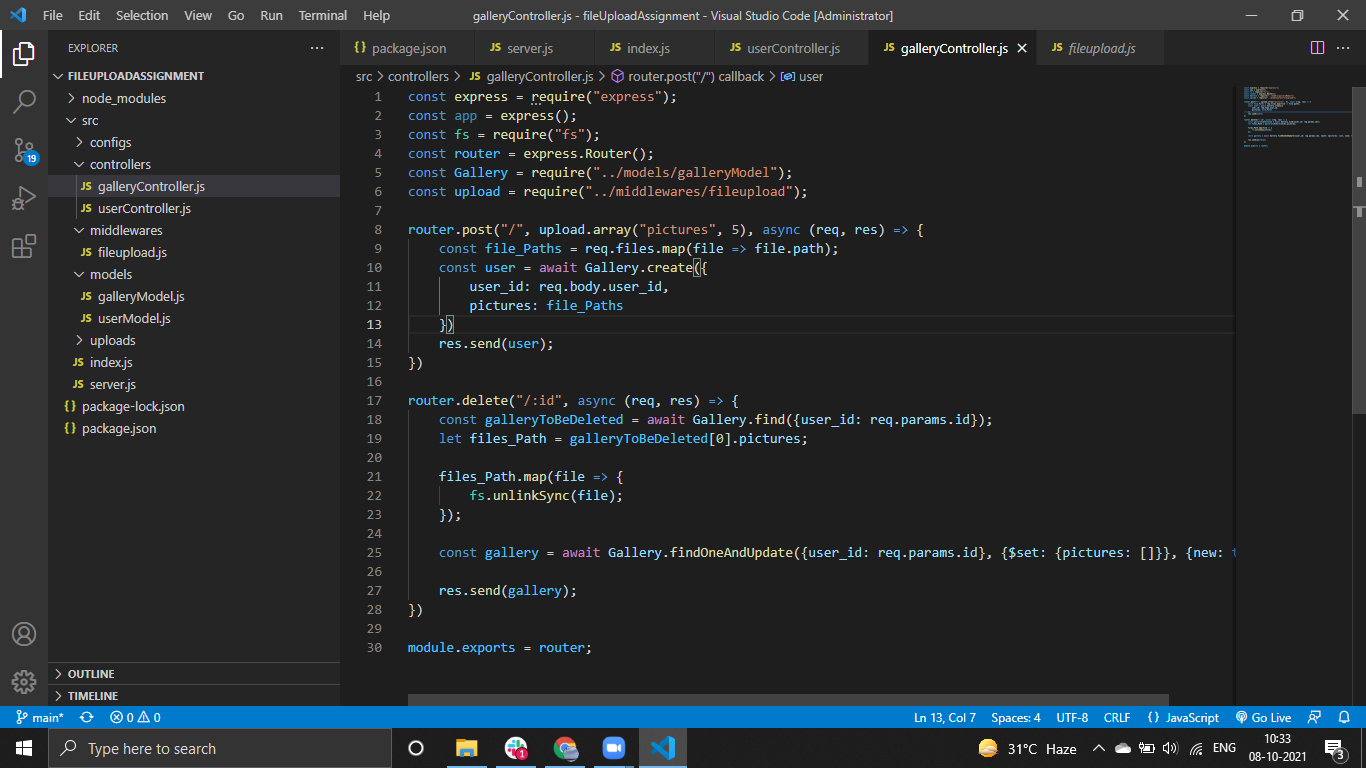 File Edit Selection View Go Run Terminal Help galleryController.js - fileUploadAssignment - Visual Studio Code [Administrator]
EXPLORER
FILEUPLOADASSIGNMENT
node_modules
src
configs
controllers
JS galleryController.js
JS userController.js
middlewares
JS fileupload.js
models
JS galleryModel.js
JS userModel.js
uploads
JS index.js
JS server.js
{} package-lock.json
{} package.json
OUTLINE
TIMELINE
19
{} package.json JS server.js JS index.js JS userController.js JS galleryController.js JS fileupload.js
src > controllers > JS galleryController.js > router.post("/") callback > user
1 const express = require("express");
2 const app = express();
3 const fs = require("fs");
4 const router = express.Router();
5 const Gallery = require("../models/galleryModel");
6 const upload = require("../middlewares/fileupload");
7
8 router.post("/", upload.array("pictures", 5), async (req, res) => {
9 const file_Paths = req.files.map(file => file.path);
10 const user = await Gallery.create({
11 user_id: req.body.user_id,
12 pictures: file_Paths
13 })
14 res.send(user);
15 })
16
17 router.delete("/:id", async (req, res) => {
18 const galleryToBeDeleted = await Gallery.find({user_id: req.params.id});
19 let files_Path = galleryToBeDeleted[0].pictures;
20
21 files_Path.map(file => {
22 fs.unlinkSync(file);
23 });
24
25 const gallery = await Gallery.findOneAndUpdate({user_id: req.params.id}, {$set: {pictures: []}}, {new: t
26
27 res.send(gallery);
28 })
29
30 module.exports = router;
main* 0 0 Ln 13, Col 7 Spaces: 4 UTF-8 CRLF {} JavaScript Go Live
Type here to search 1 31°C Haze ENG 10:33
08-10-2021 3